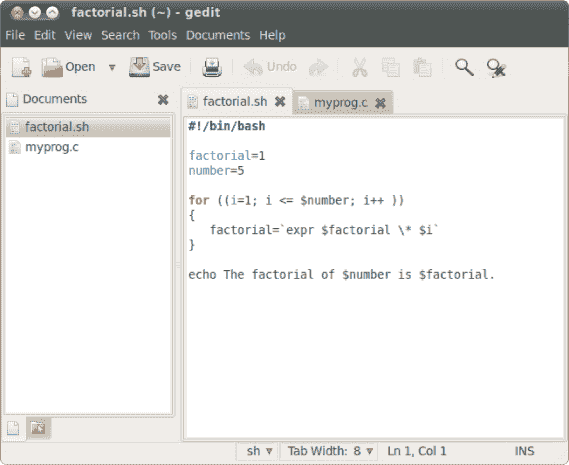 factorial.sh (~) - gedit
File Edit View Search Tools Documents Help
Open Save Undo
Documents
factorial.sh
myprog.c
factorial.sh myprog.c
#!/bin/bash
factorial=1
number=5
for ((i=1; i <= $number; i++ ))
{
   factorial=`expr $factorial \* $i`
}
echo The factorial of $number is $factorial.
sh Tab Width: 8 Ln 1, Col 1 INS